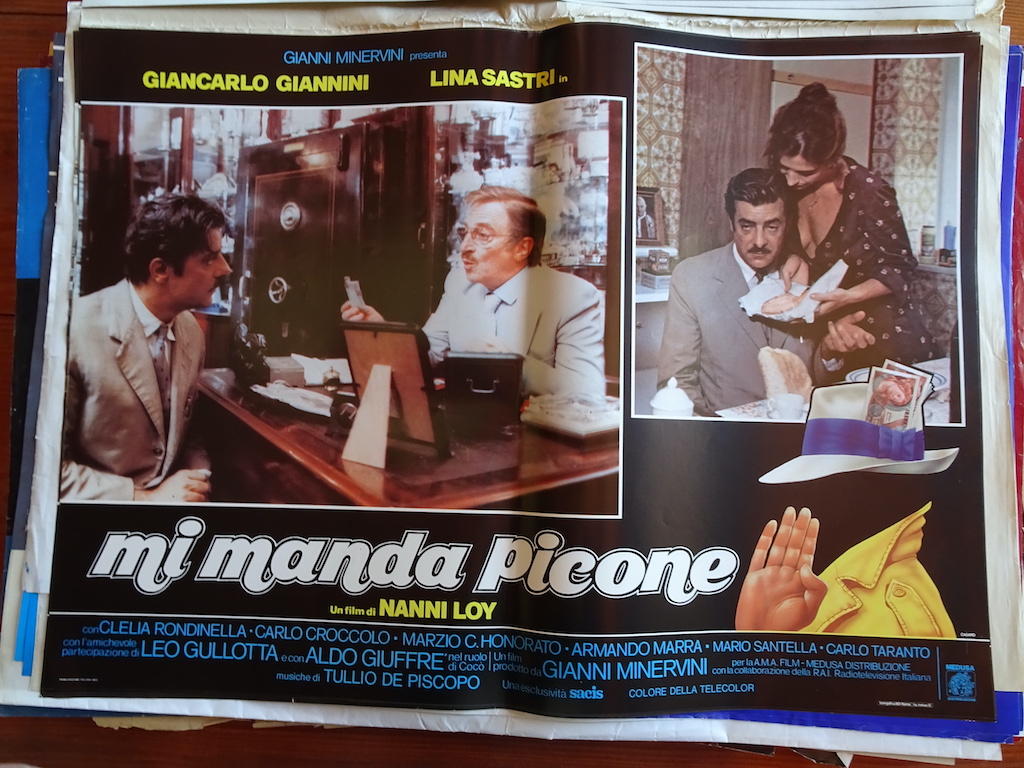 GIANNI MINERVINI presenta
GIANCARLO GIANNINI LINA SASTRI in
mi manda picone
Un film di NANNI LOY
con CLELIA RONDINELLA • CARLO CROCCOLO • MARZIO C. HONORATO • ARMANDO MARRA • MARIO SANTELLA • CARLO TARANTO
con l'amichevole partecipazione di LEO GULLOTTA e con ALDO GIUFFRE' nel ruolo di Cocò
Un film prodotto da GIANNI MINERVINI
per la A.M.A. FILM - MEDUSA DISTRIBUZIONE
con la collaborazione della R.A.I. Radiotelevisione Italiana
musiche di TULLIO DE PISCOPO
Una esclusività sacis
COLORE DELLA TELECOLOR
MEDUSA